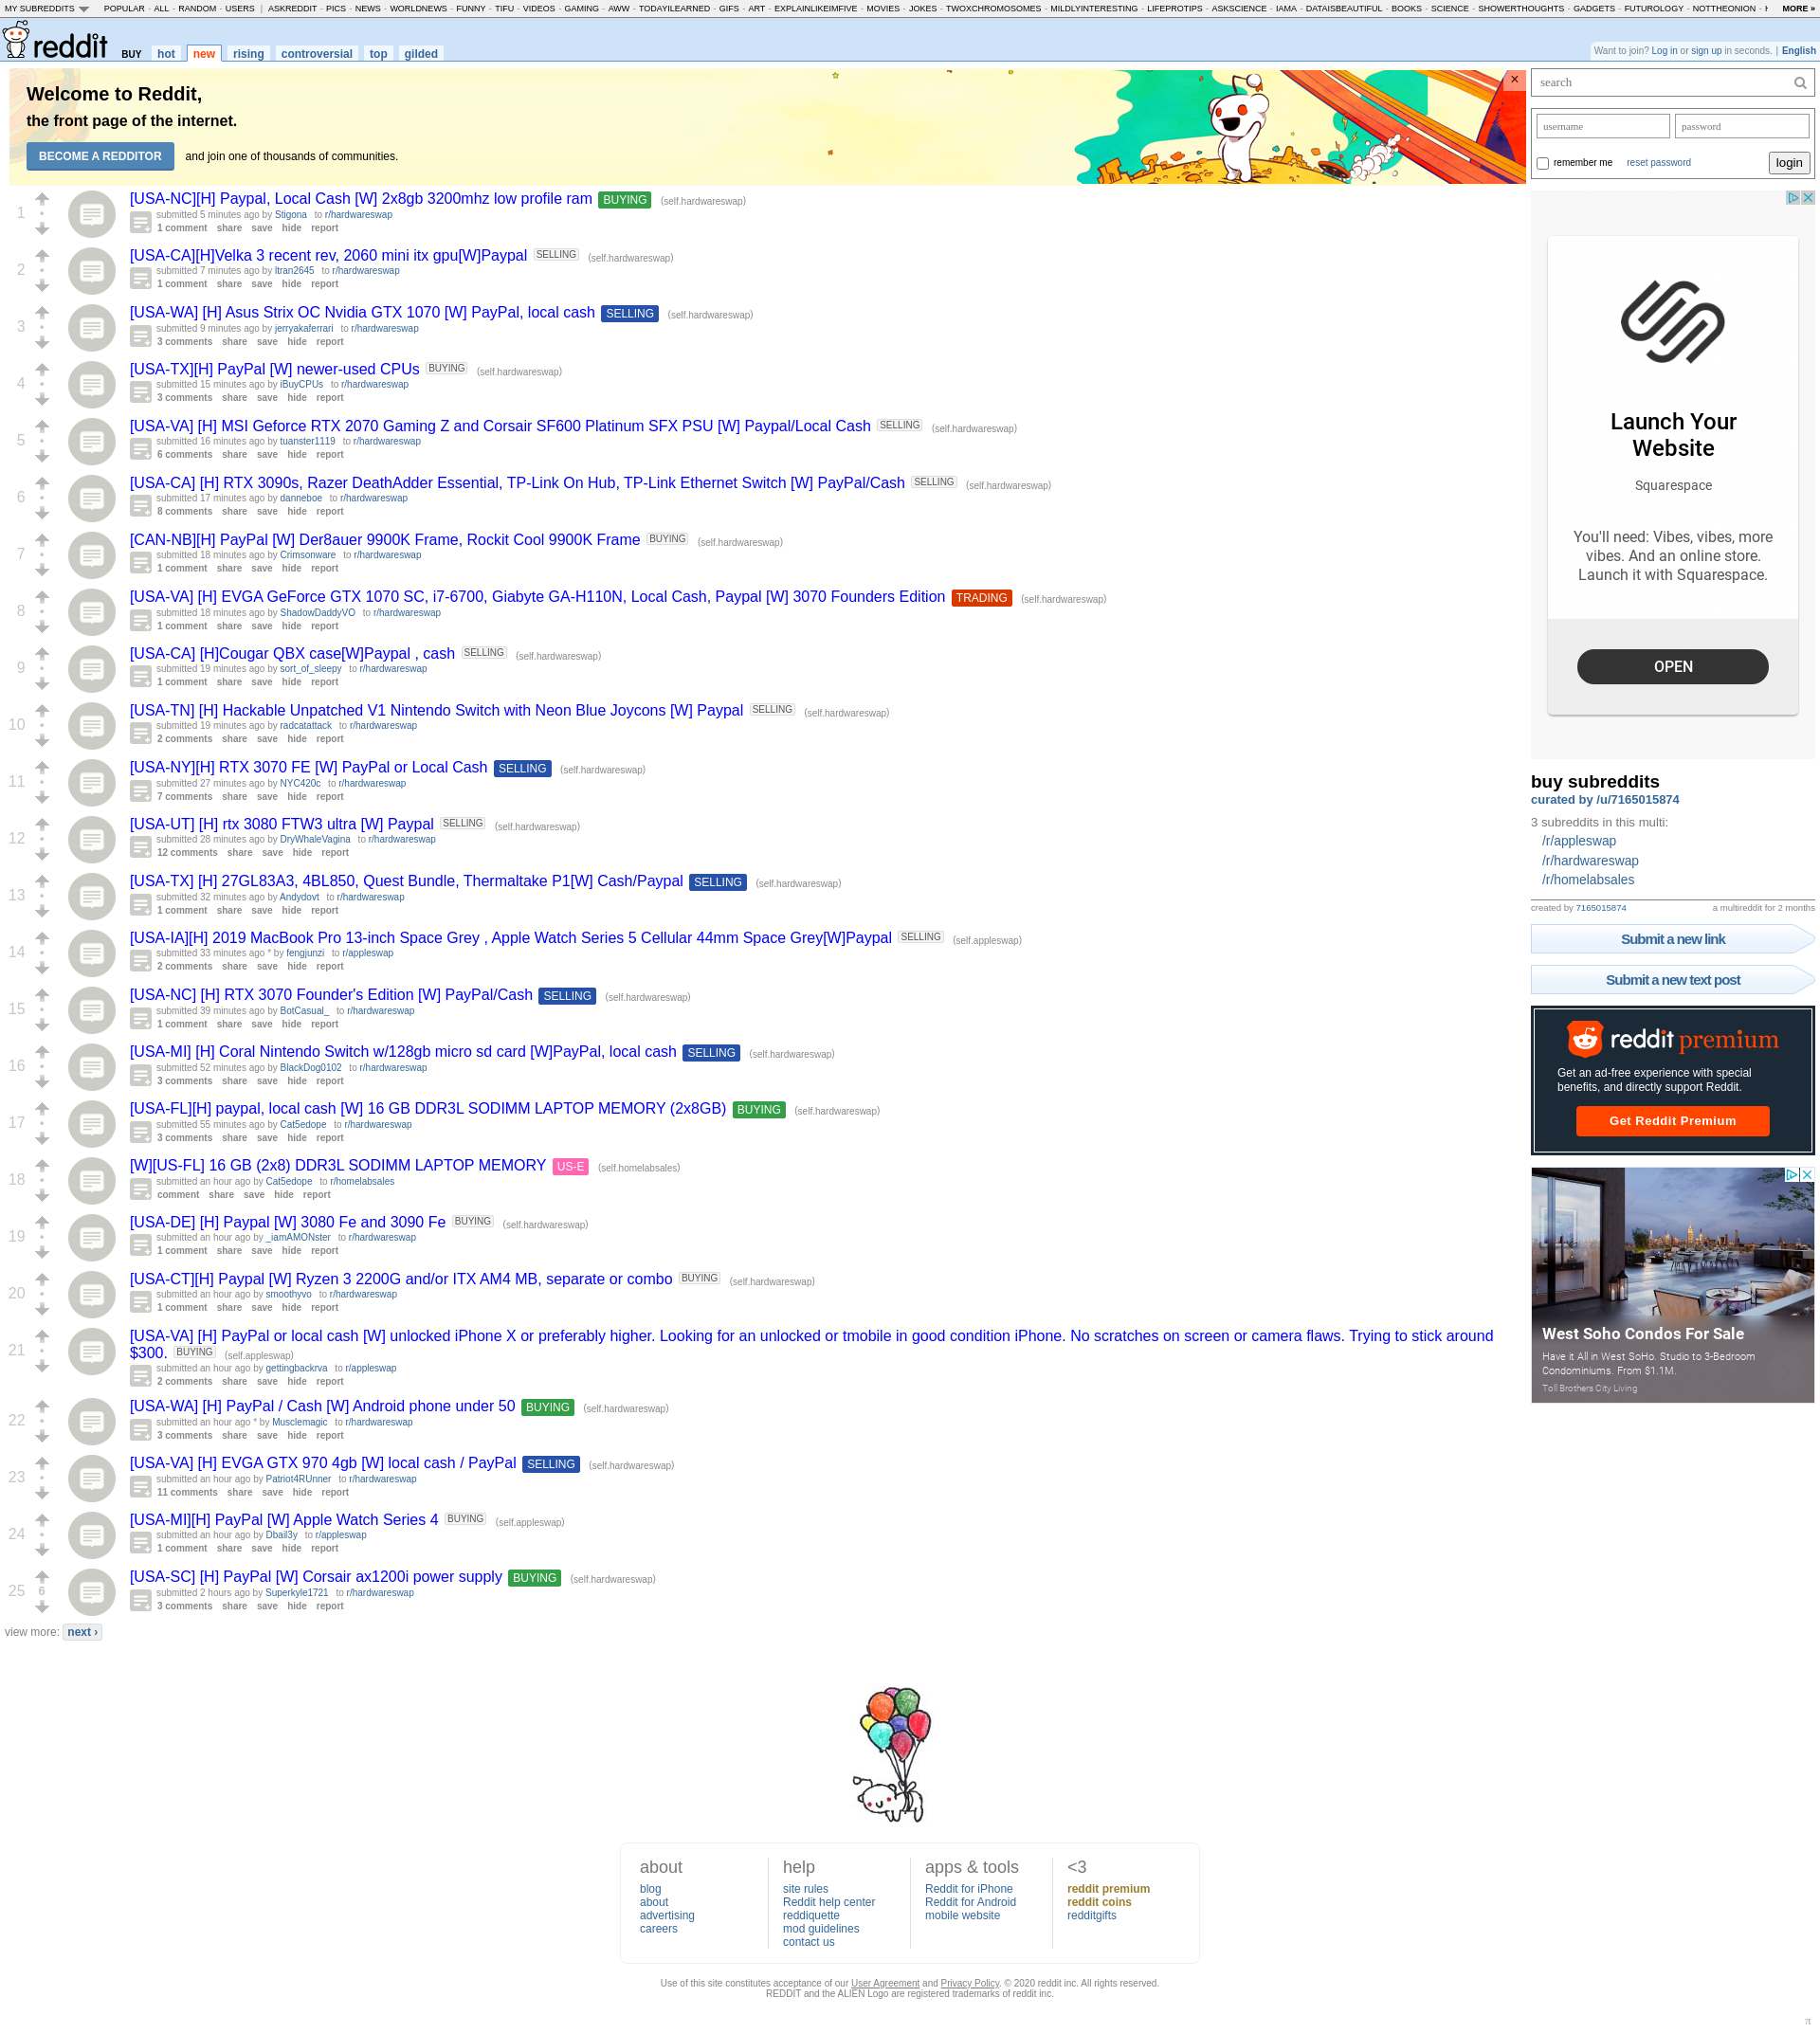 MY SUBREDDITS POPULAR - ALL - RANDOM - USERS | ASKREDDIT - PICS - NEWS - WORLDNEWS - FUNNY - TIFU - VIDEOS - GAMING - AWW - TODAYILEARNED - GIFS - ART - EXPLAINLIKEIMFIVE - MOVIES - JOKES - TWOXCHROMOSOMES - MILDLYINTERESTING - LIFEPROTIPS - ASKSCIENCE - IAMA - DATAISBEAUTIFUL - BOOKS - SCIENCE - SHOWERTHOUGHTS - GADGETS - FUTUROLOGY - NOTTHEONION - MORE »
reddit BUY hot new rising controversial top gilded
Want to join? Log in or sign up in seconds. | English
Welcome to Reddit,
the front page of the internet.
BECOME A REDDITOR and join one of thousands of communities.
×
1
[USA-NC][H] Paypal, Local Cash [W] 2x8gb 3200mhz low profile ram BUYING (self.hardwareswap)
submitted 5 minutes ago by Stigona to r/hardwareswap
1 comment share save hide report
2
[USA-CA][H]Velka 3 recent rev, 2060 mini itx gpu[W]Paypal SELLING (self.hardwareswap)
submitted 7 minutes ago by ltran2645 to r/hardwareswap
1 comment share save hide report
3
[USA-WA] [H] Asus Strix OC Nvidia GTX 1070 [W] PayPal, local cash SELLING (self.hardwareswap)
submitted 9 minutes ago by jerryakaferrari to r/hardwareswap
3 comments share save hide report
4
[USA-TX][H] PayPal [W] newer-used CPUs BUYING (self.hardwareswap)
submitted 15 minutes ago by iBuyCPUs to r/hardwareswap
3 comments share save hide report
5
[USA-VA] [H] MSI Geforce RTX 2070 Gaming Z and Corsair SF600 Platinum SFX PSU [W] Paypal/Local Cash SELLING (self.hardwareswap)
submitted 16 minutes ago by tuanster1119 to r/hardwareswap
6 comments share save hide report
6
[USA-CA] [H] RTX 3090s, Razer DeathAdder Essential, TP-Link On Hub, TP-Link Ethernet Switch [W] PayPal/Cash SELLING (self.hardwareswap)
submitted 17 minutes ago by danneboe to r/hardwareswap
8 comments share save hide report
7
[CAN-NB][H] PayPal [W] Der8auer 9900K Frame, Rockit Cool 9900K Frame BUYING (self.hardwareswap)
submitted 18 minutes ago by Crimsonware to r/hardwareswap
1 comment share save hide report
8
[USA-VA] [H] EVGA GeForce GTX 1070 SC, i7-6700, Giabyte GA-H110N, Local Cash, Paypal [W] 3070 Founders Edition TRADING (self.hardwareswap)
submitted 18 minutes ago by ShadowDaddyVO to r/hardwareswap
1 comment share save hide report
9
[USA-CA] [H]Cougar QBX case[W]Paypal , cash SELLING (self.hardwareswap)
submitted 19 minutes ago by sort_of_sleepy to r/hardwareswap
1 comment share save hide report
10
[USA-TN] [H] Hackable Unpatched V1 Nintendo Switch with Neon Blue Joycons [W] Paypal SELLING (self.hardwareswap)
submitted 19 minutes ago by radcatattack to r/hardwareswap
2 comments share save hide report
11
[USA-NY][H] RTX 3070 FE [W] PayPal or Local Cash SELLING (self.hardwareswap)
submitted 27 minutes ago by NYC420c to r/hardwareswap
7 comments share save hide report
12
[USA-UT] [H] rtx 3080 FTW3 ultra [W] Paypal SELLING (self.hardwareswap)
submitted 28 minutes ago by DryWhaleVagina to r/hardwareswap
12 comments share save hide report
13
[USA-TX] [H] 27GL83A3, 4BL850, Quest Bundle, Thermaltake P1[W] Cash/Paypal SELLING (self.hardwareswap)
submitted 32 minutes ago by Andydovt to r/hardwareswap
1 comment share save hide report
14
[USA-IA][H] 2019 MacBook Pro 13-inch Space Grey , Apple Watch Series 5 Cellular 44mm Space Grey[W]Paypal SELLING (self.appleswap)
submitted 33 minutes ago * by fengjunzi to r/appleswap
2 comments share save hide report
15
[USA-NC] [H] RTX 3070 Founder's Edition [W] PayPal/Cash SELLING (self.hardwareswap)
submitted 39 minutes ago by BotCasual_ to r/hardwareswap
1 comment share save hide report
16
[USA-MI] [H] Coral Nintendo Switch w/128gb micro sd card [W]PayPal, local cash SELLING (self.hardwareswap)
submitted 52 minutes ago by BlackDog0102 to r/hardwareswap
3 comments share save hide report
17
[USA-FL][H] paypal, local cash [W] 16 GB DDR3L SODIMM LAPTOP MEMORY (2x8GB) BUYING (self.hardwareswap)
submitted 55 minutes ago by Cat5edope to r/hardwareswap
3 comments share save hide report
18
[W][US-FL] 16 GB (2x8) DDR3L SODIMM LAPTOP MEMORY US-E (self.homelabsales)
submitted an hour ago by Cat5edope to r/homelabsales
comment share save hide report
19
[USA-DE] [H] Paypal [W] 3080 Fe and 3090 Fe BUYING (self.hardwareswap)
submitted an hour ago by _iamAMONster to r/hardwareswap
1 comment share save hide report
20
[USA-CT][H] Paypal [W] Ryzen 3 2200G and/or ITX AM4 MB, separate or combo BUYING (self.hardwareswap)
submitted an hour ago by smoothyvo to r/hardwareswap
1 comment share save hide report
21
[USA-VA] [H] PayPal or local cash [W] unlocked iPhone X or preferably higher. Looking for an unlocked or tmobile in good condition iPhone. No scratches on screen or camera flaws. Trying to stick around
$300. BUYING (self.appleswap)
submitted an hour ago by gettingbackrva to r/appleswap
2 comments share save hide report
22
[USA-WA] [H] PayPal / Cash [W] Android phone under 50 BUYING (self.hardwareswap)
submitted an hour ago * by Musclemagic to r/hardwareswap
3 comments share save hide report
23
[USA-VA] [H] EVGA GTX 970 4gb [W] local cash / PayPal SELLING (self.hardwareswap)
submitted an hour ago by Patriot4RUnner to r/hardwareswap
11 comments share save hide report
24
[USA-MI][H] PayPal [W] Apple Watch Series 4 BUYING (self.appleswap)
submitted an hour ago by Dbail3y to r/appleswap
1 comment share save hide report
25 6
[USA-SC] [H] PayPal [W] Corsair ax1200i power supply BUYING (self.hardwareswap)
submitted 2 hours ago by Superkyle1721 to r/hardwareswap
3 comments share save hide report
view more: next ›
search
username password
remember me reset password login
Launch Your
Website
Squarespace
You'll need: Vibes, vibes, more
vibes. And an online store.
Launch it with Squarespace.
OPEN
buy subreddits
curated by /u/7165015874
3 subreddits in this multi:
/r/appleswap
/r/hardwareswap
/r/homelabsales
created by 7165015874 a multireddit for 2 months
Submit a new link
Submit a new text post
reddit premium
Get an ad-free experience with special
benefits, and directly support Reddit.
Get Reddit Premium
West Soho Condos For Sale
Have it All in West SoHo. Studio to 3-Bedroom
Condominiums. From $1.1M.
Toll Brothers City Living
about
blog
about
advertising
careers
help
site rules
Reddit help center
reddiquette
mod guidelines
contact us
apps & tools
Reddit for iPhone
Reddit for Android
mobile website
<3
reddit premium
reddit coins
redditgifts
Use of this site constitutes acceptance of our User Agreement and Privacy Policy. © 2020 reddit inc. All rights reserved.
REDDIT and the ALIEN Logo are registered trademarks of reddit inc.
π